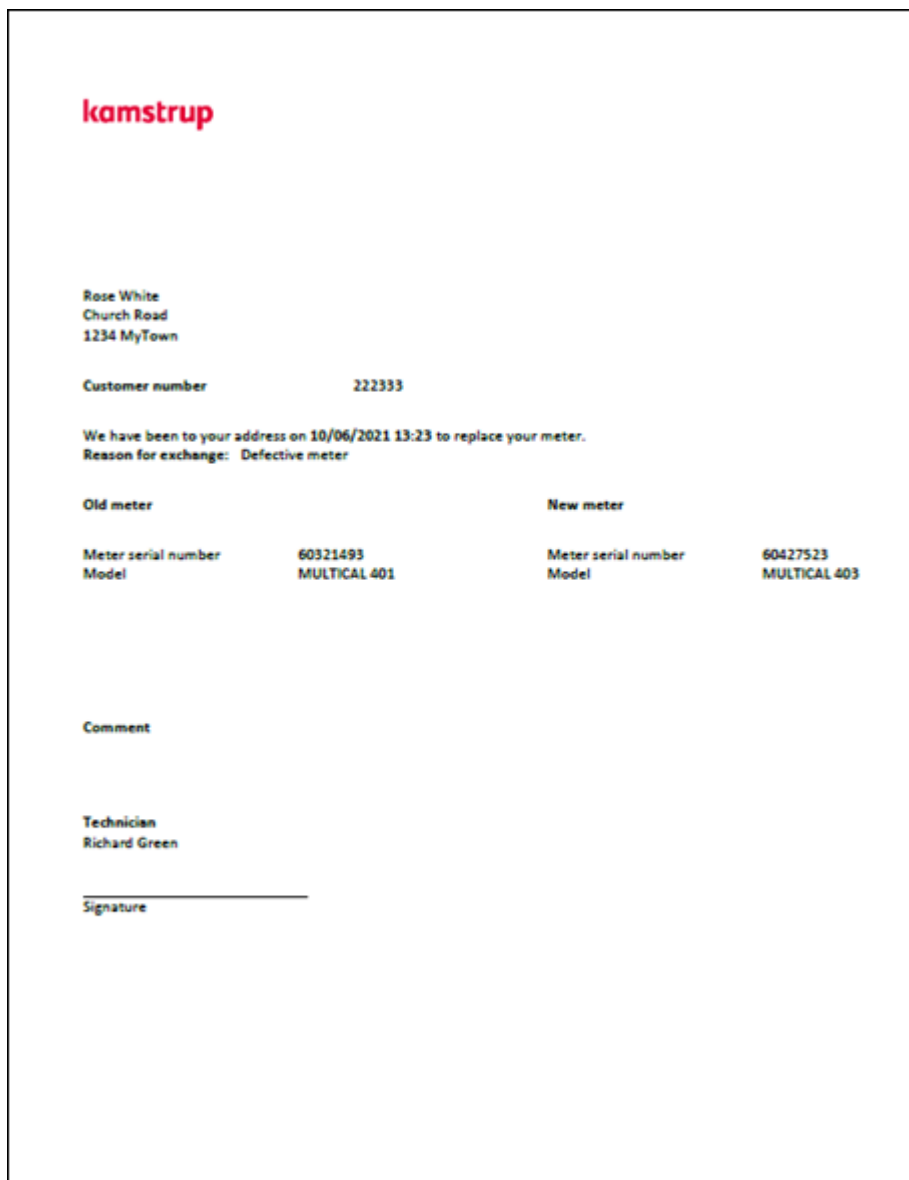 kamstrup
Rose White
Church Road
1234 MyTown
Customer number 222333
We have been to your address on 10/06/2021 13:23 to replace your meter.
Reason for exchange: Defective meter
Old meter New meter
Meter serial number 60321493 Meter serial number 60427523
Model MULTICAL 401 Model MULTICAL 403
Comment
Technician
Richard Green
Signature